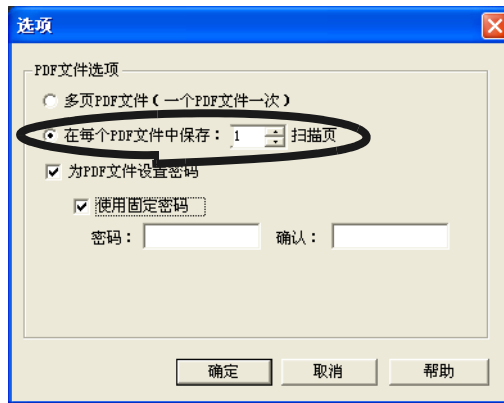 选项
PDF文件选项
多页PDF文件(一个PDF文件一次)
在每个PDF文件中保存: 1 扫描页
为PDF文件设置密码
使用固定密码
密码: 确认:
确定 取消 帮助